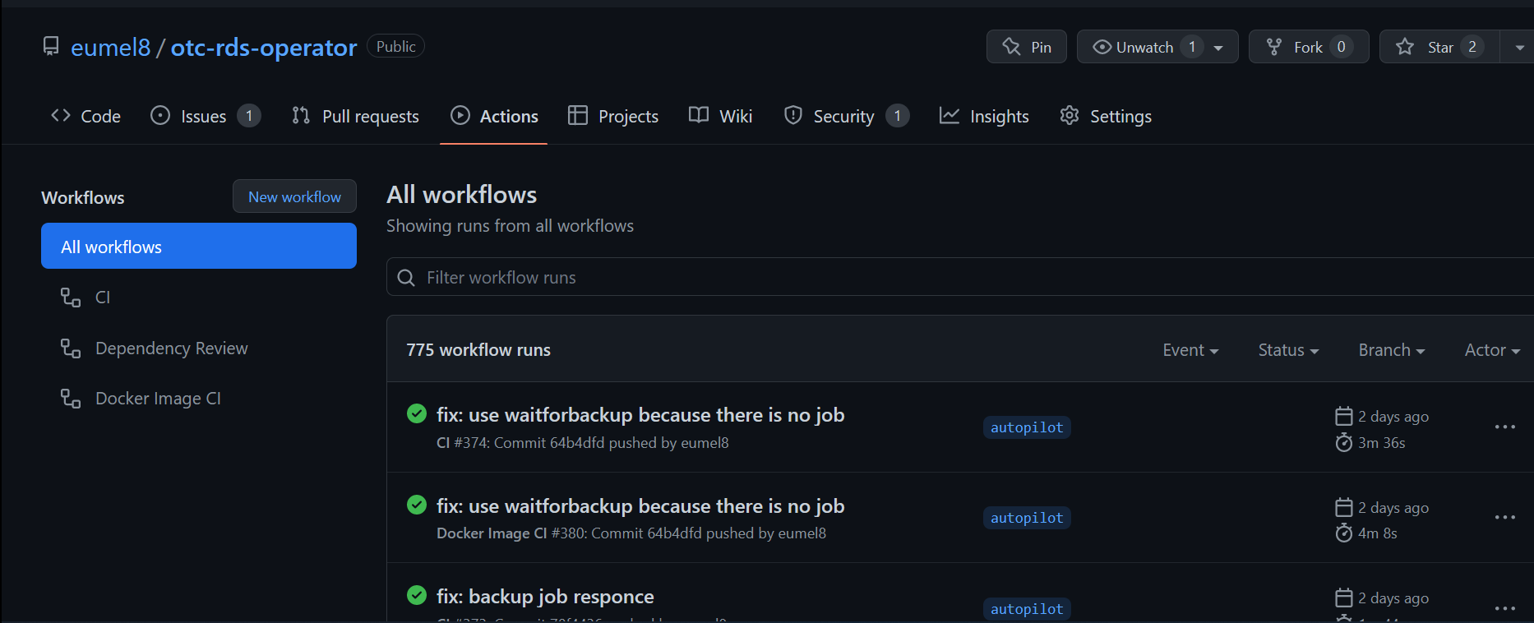 eumel8 / otc-rds-operator Public
Pin Unwatch 1 Fork 0 Star 2
Code Issues 1 Pull requests Actions Projects Wiki Security 1 Insights Settings
Workflows New workflow
All workflows
CI
Dependency Review
Docker Image CI
All workflows
Showing runs from all workflows
Filter workflow runs
775 workflow runs Event Status Branch Actor
fix: use waitforbackup because there is no job
CI #374: Commit 64b4dfd pushed by eumel8
autopilot
2 days ago
3m 36s
fix: use waitforbackup because there is no job
Docker Image CI #380: Commit 64b4dfd pushed by eumel8
autopilot
2 days ago
4m 8s
fix: backup job responce
autopilot
2 days ago